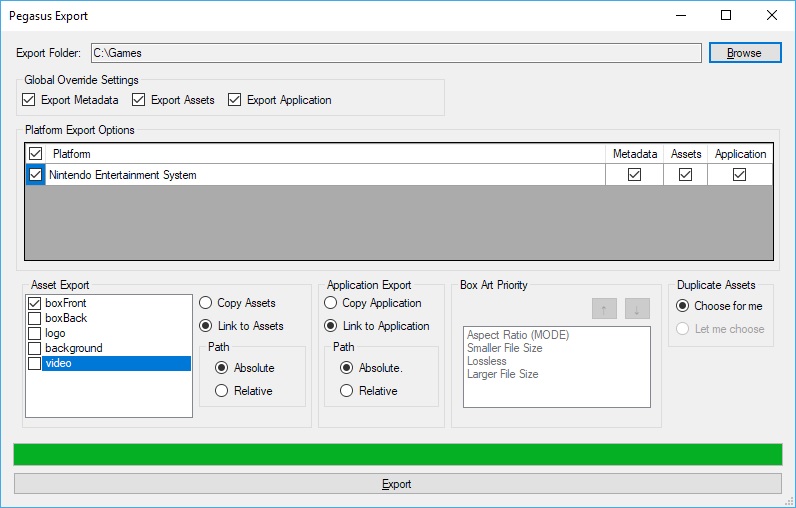 Pegasus Export
Export Folder: C:\Games Browse
Global Override Settings
Export Metadata Export Assets Export Application
Platform Export Options
Platform Metadata Assets Application
Nintendo Entertainment System
Asset Export
boxFront
boxBack
logo
background
video
Copy Assets
Link to Assets
Path
Absolute
Relative
Application Export
Copy Application
Link to Application
Path
Absolute.
Relative
Box Art Priority
↑ ↓
Aspect Ratio (MODE)
Smaller File Size
Lossless
Larger File Size
Duplicate Assets
Choose for me
Let me choose
Export